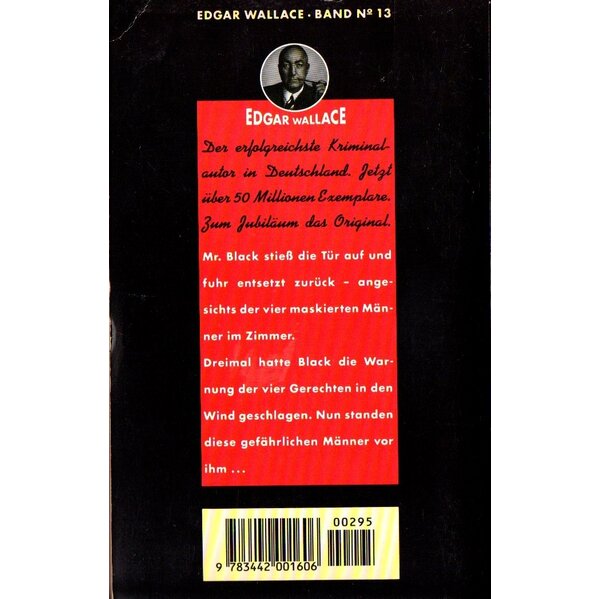 EDGAR WALLACE · BAND Nº 13
EDGAR WALLACE
Der erfolgreichste Kriminal-
autor in Deutschland. Jetzt
über 50 Millionen Exemplare.
Zum Jubiläum das Original.
Mr. Black stieß die Tür auf und
fuhr entsetzt zurück – ange-
sichts der vier maskierten Män-
ner im Zimmer.
Dreimal hatte Black die War-
nung der vier Gerechten in den
Wind geschlagen. Nun standen
diese gefährlichen Männer vor
ihm ...
00295
9 783442 001606